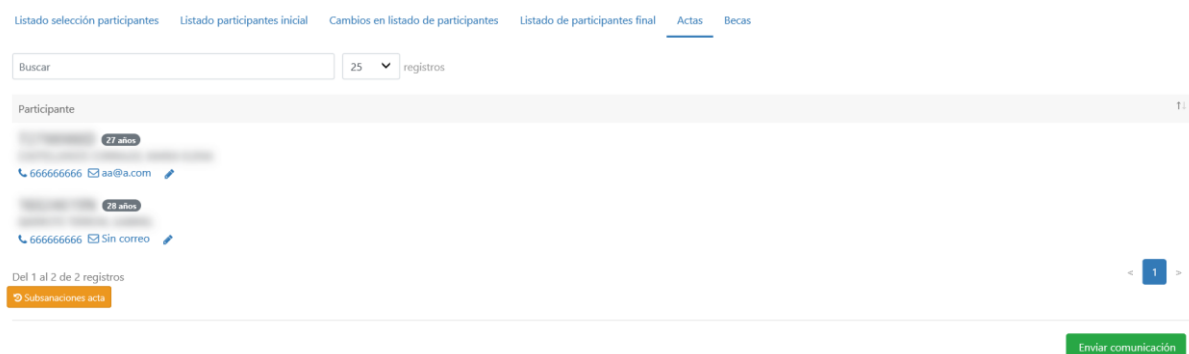 Listado selección participantes Listado participantes inicial Cambios en listado de participantes Listado de participantes final Actas Becas
Buscar 25 registros
Participante
27 años
666666666 aa@a.com
28 años
666666666 Sin correo
Del 1 al 2 de 2 registros < 1 >
Subsanaciones acta
Enviar comunicación